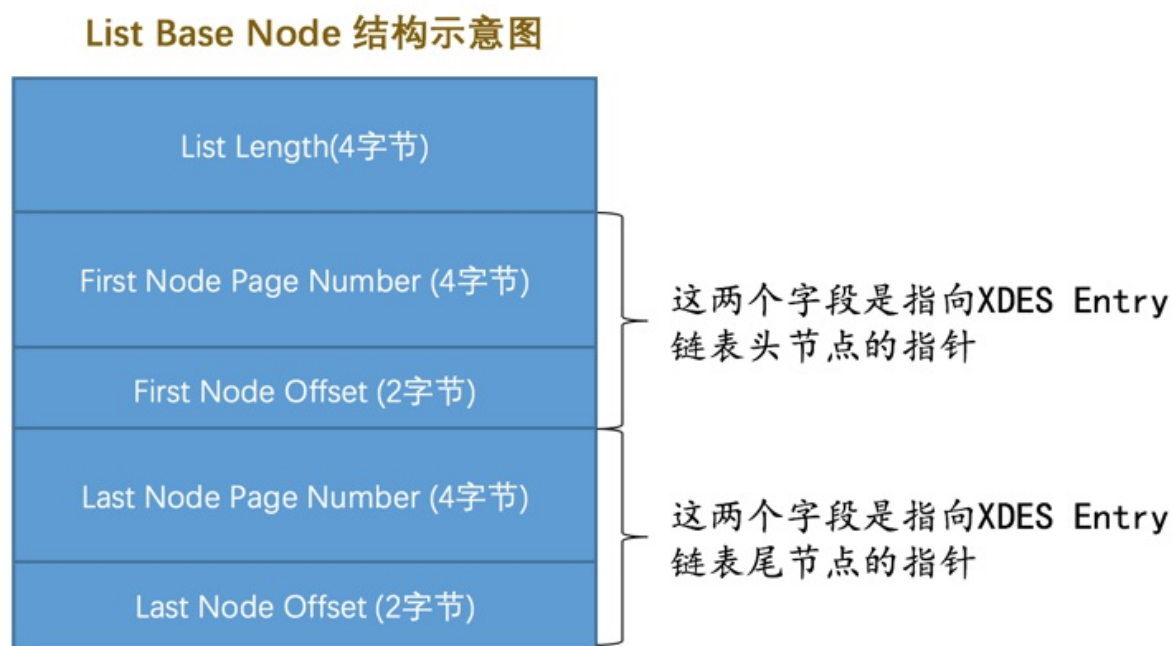 List Base Node 结构示意图
List Length(4字节)
First Node Page Number (4字节)
First Node Offset (2字节)
这两个字段是指向XDES Entry
链表头节点的指针
Last Node Page Number (4字节)
Last Node Offset (2字节)
这两个字段是指向XDES Entry
链表尾节点的指针